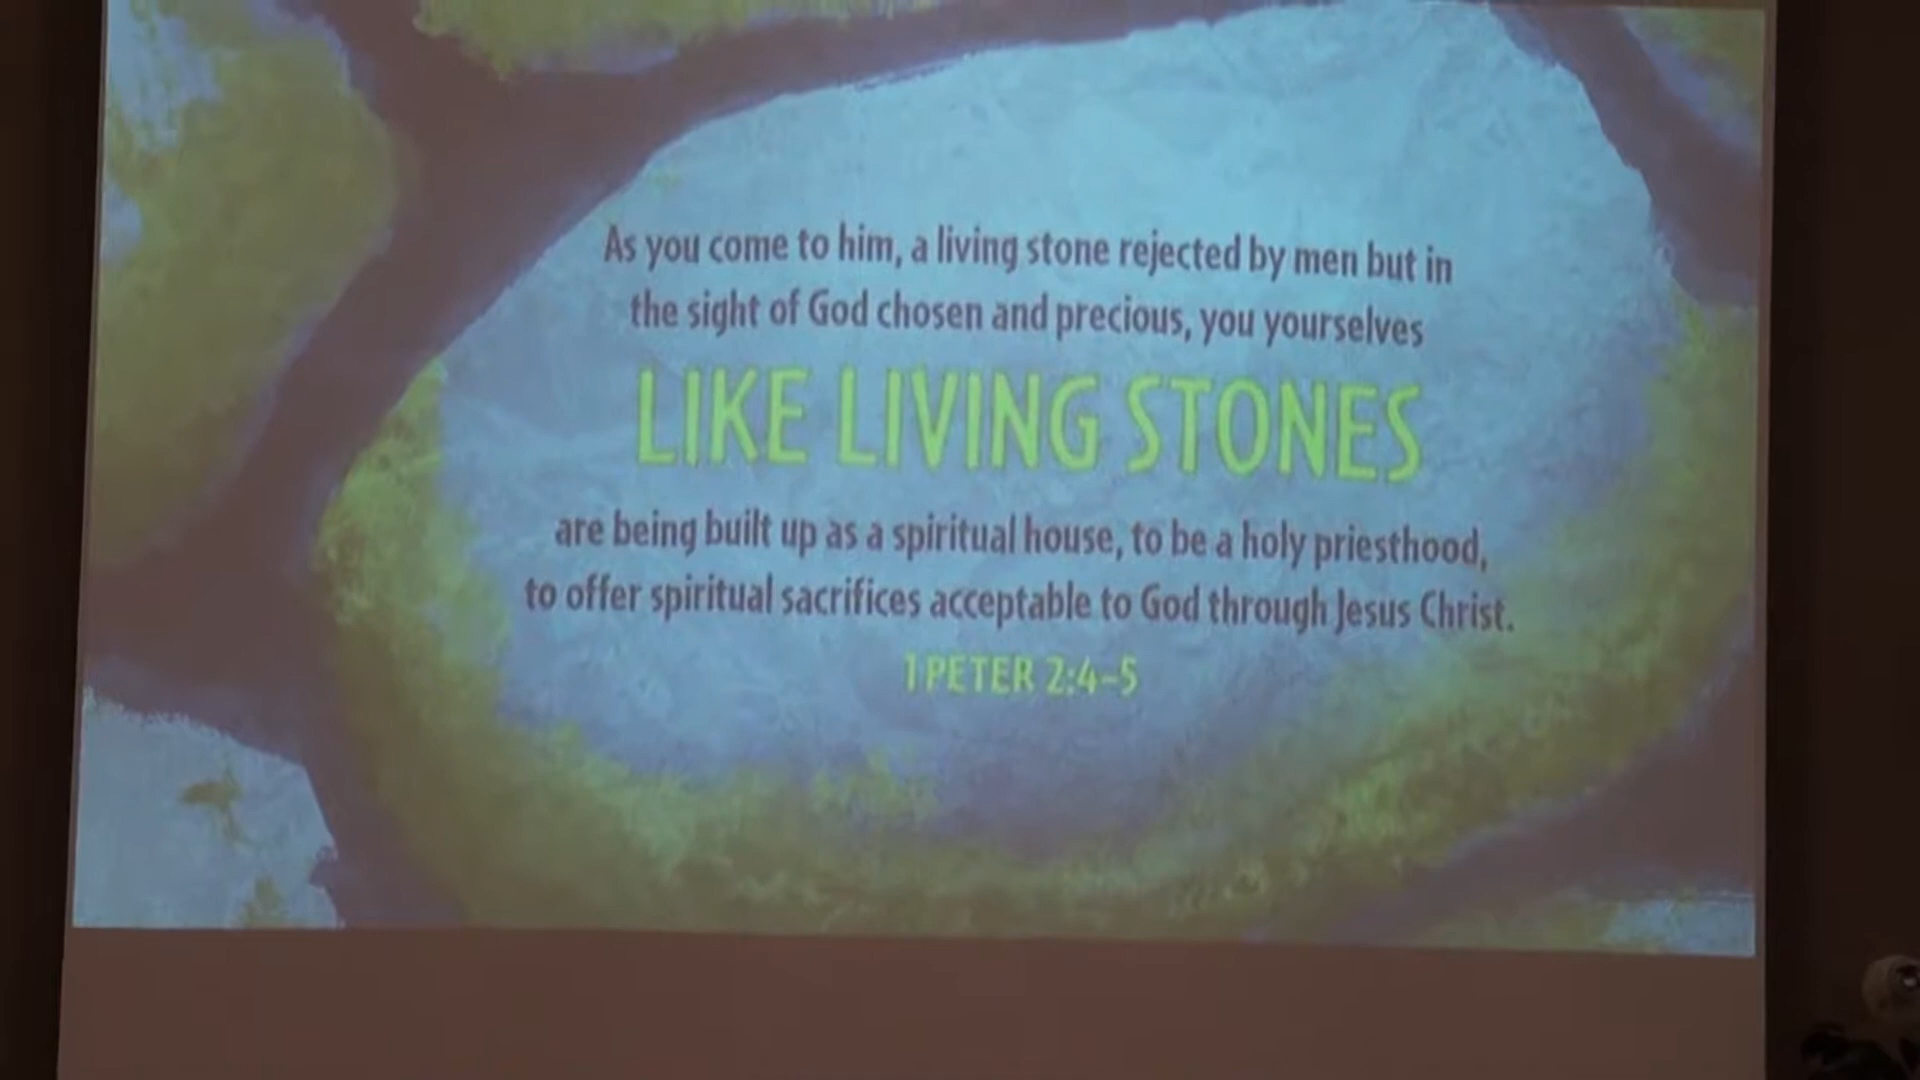 As you come to him, a living stone rejected by men but in
the sight of God chosen and precious, you yourselves
LIKE LIVING STONES
are being built up as a spiritual house, to be a holy priesthood,
to offer spiritual sacrifices acceptable to God through Jesus Christ.
1 PETER 2:4–5